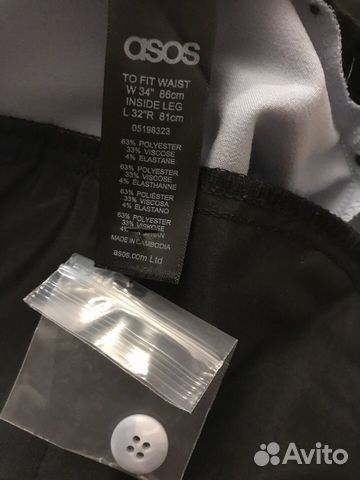 asos
TO FIT WAIST
W 34" 86cm
INSIDE LEG
L 32"R 81cm
05198323
63% POLYESTER
33% VISCOSE
4% ELASTANE
63% POLYESTER
33% VISCOSE
4% ELASTHANNE
63% POLIÉSTER
33% VISCOSA
4% ELASTANO
63% POLYESTER
33% VISKOSE
MADE IN CAMBODIA
asos.com Ltd
Avito